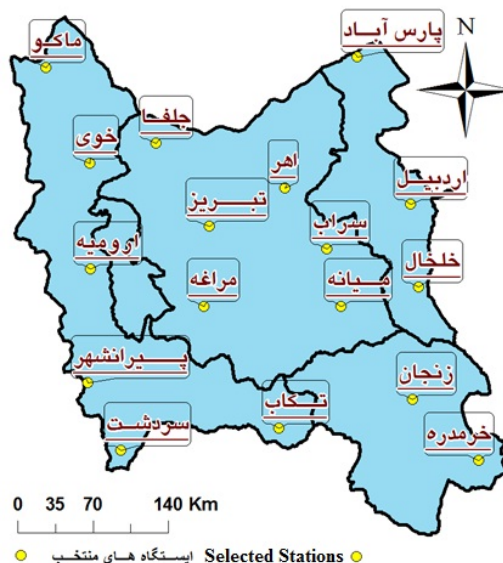 ماکو
پارس آباد
N
جلفا
خوی
اهر
اردبیل
تبریز
ارومیه
سراب
خلخال
مراغه
میانه
پیرانشهر
زنجان
تکاب
سردشت
خرمدره
0 35 70 140 Km
ایستگاه های منتخب Selected Stations